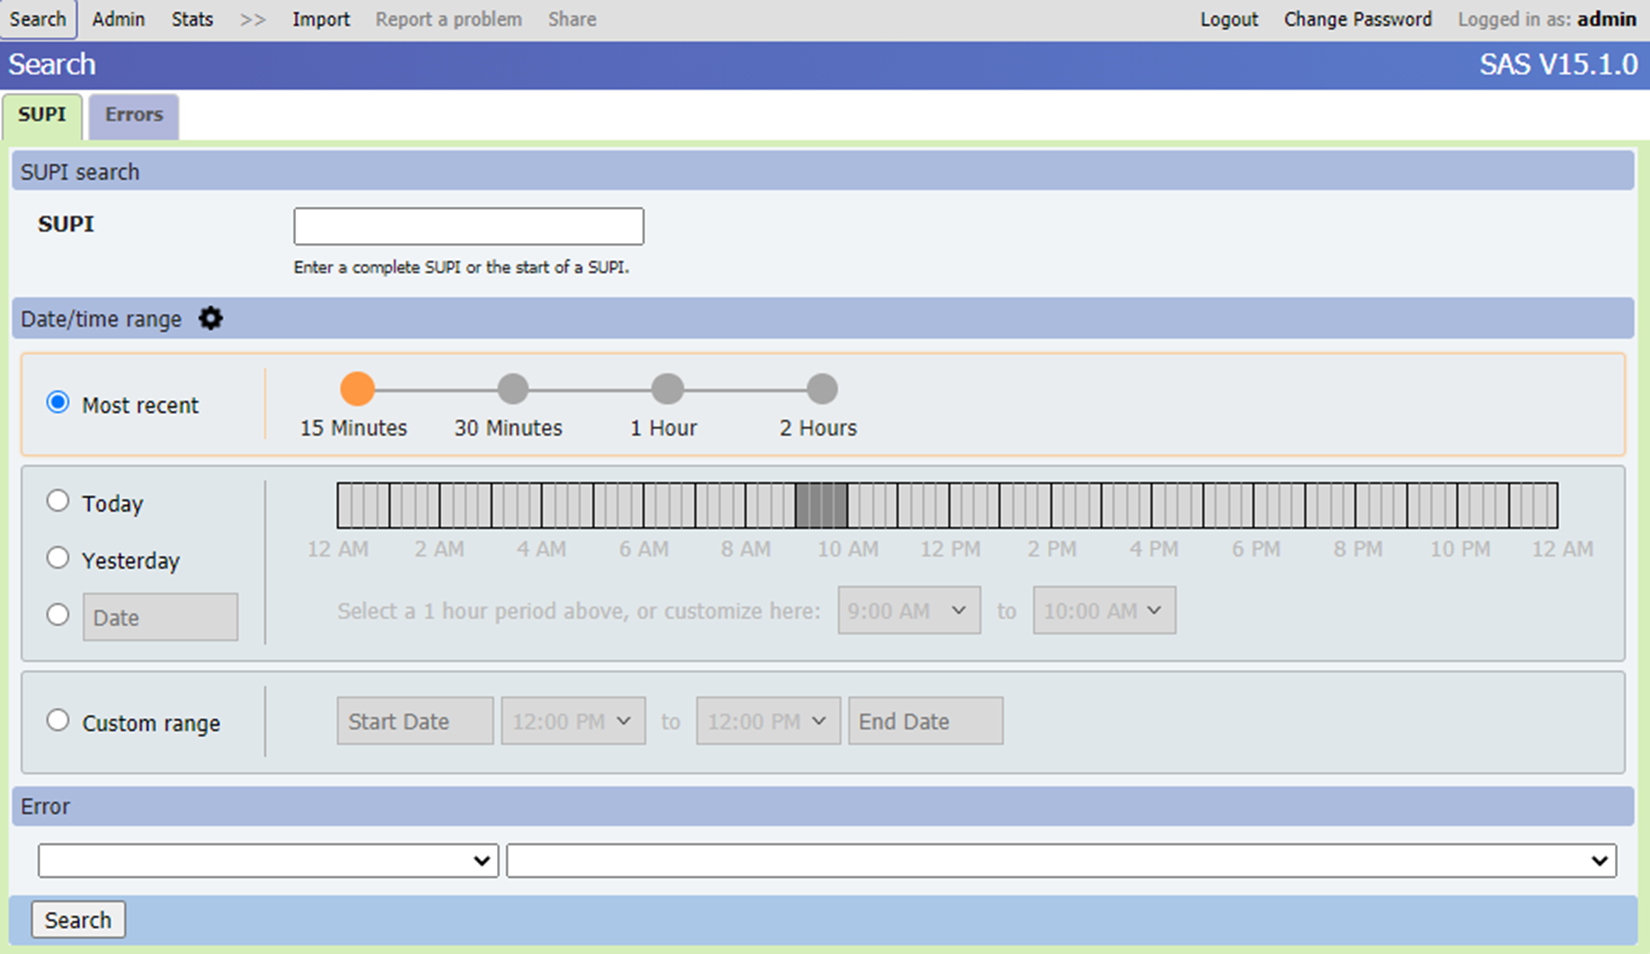 Search Admin Stats >> Import Report a problem Share Logout Change Password Logged in as: admin
Search SAS V15.1.0
SUPI Errors
SUPI search
SUPI
Enter a complete SUPI or the start of a SUPI.
Date/time range
Most recent
15 Minutes 30 Minutes 1 Hour 2 Hours
Today
12 AM 2 AM 4 AM 6 AM 8 AM 10 AM 12 PM 2 PM 4 PM 6 PM 8 PM 10 PM 12 AM
Yesterday
Date Select a 1 hour period above, or customize here: 9:00 AM to 10:00 AM
Custom range Start Date 12:00 PM to 12:00 PM End Date
Error
Search